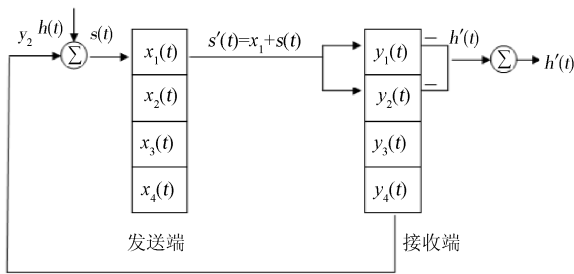 y₂ h(t) s(t) s′(t)=x₁+s(t) h′(t)
∑ x₁(t) y₁(t) − ∑ h′(t)
x₂(t) y₂(t) −
x₃(t) y₃(t)
x₄(t) y₄(t)
发送端 接收端